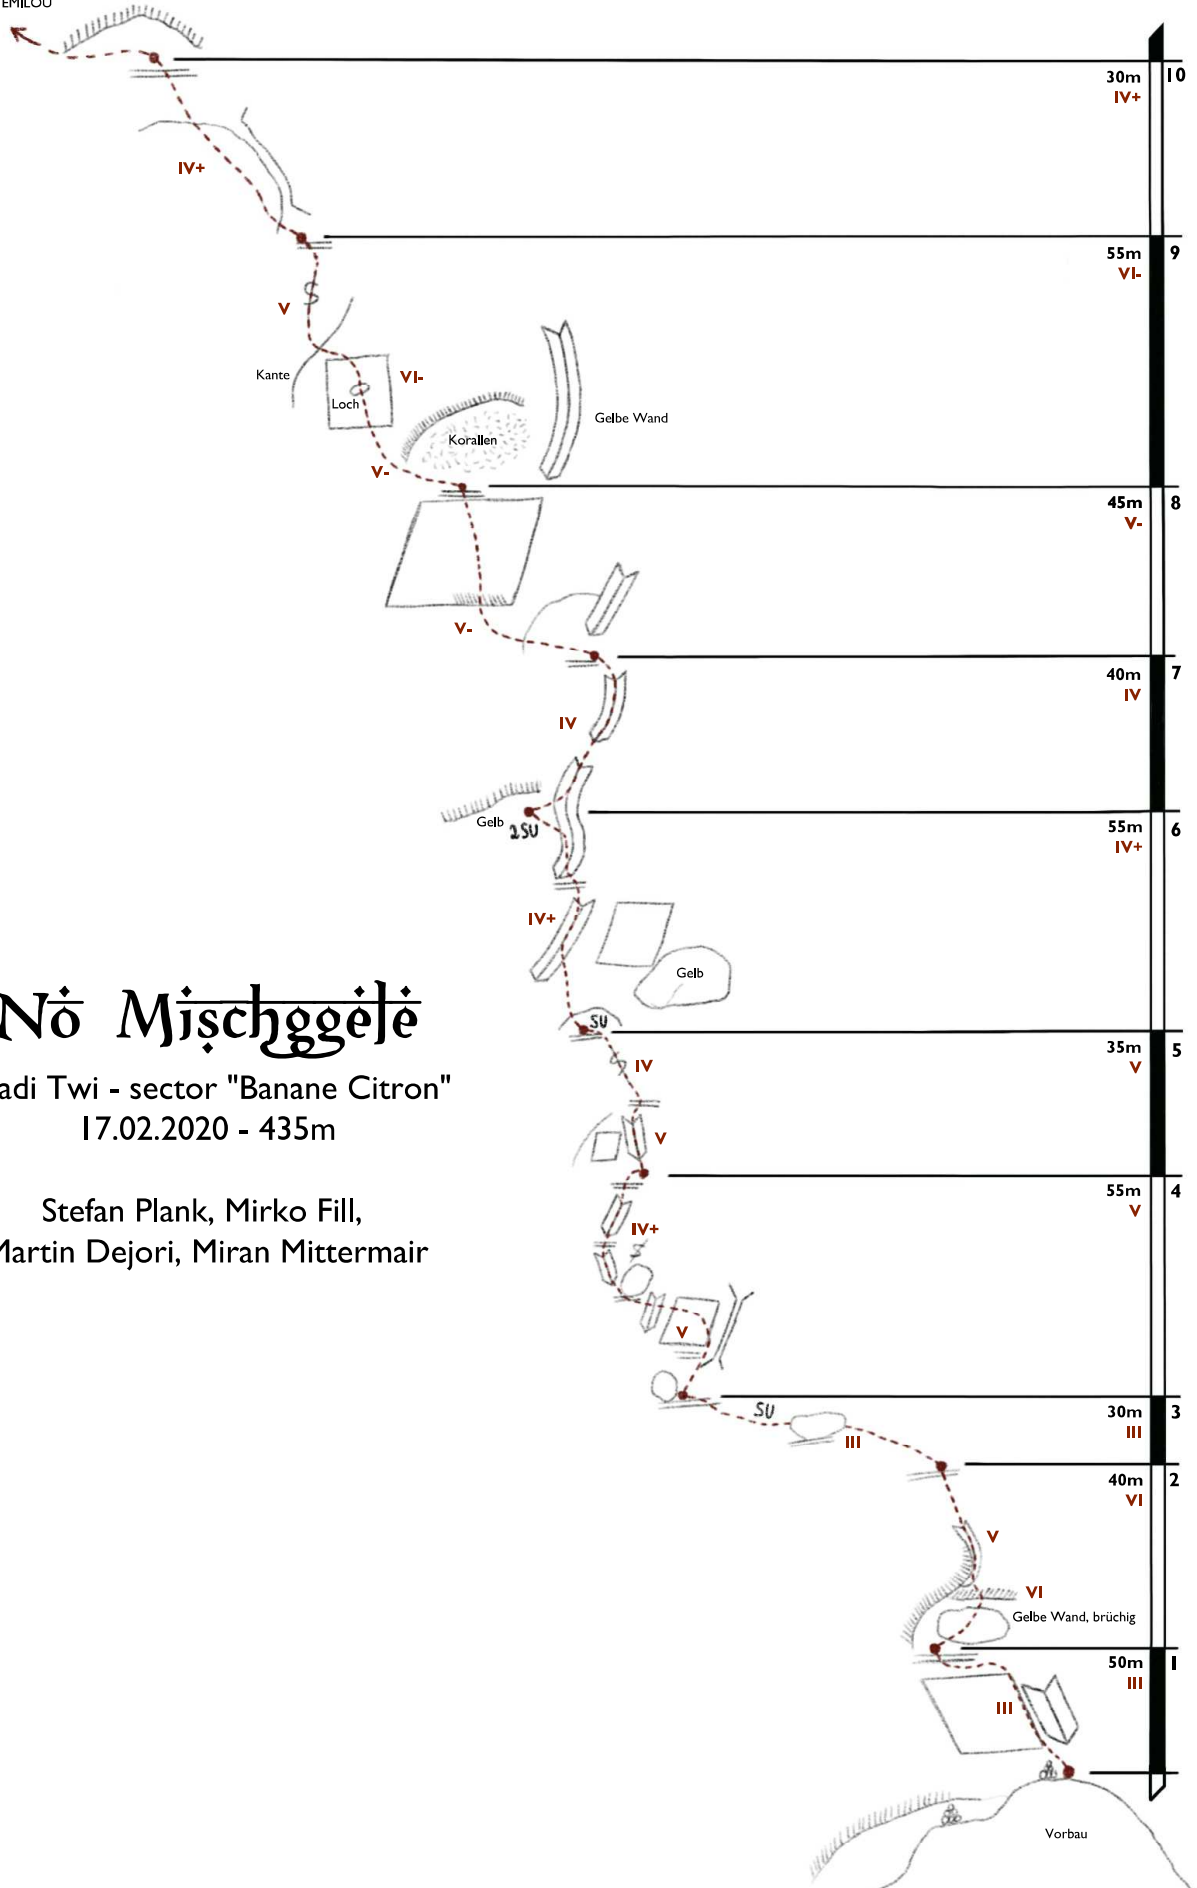 EMILOU
30m 10
IV+
IV+
55m 9
VI-
V
Kante
VI-
Loch
Gelbe Wand
Korallen
V-
45m 8
V-
V-
40m 7
IV
IV
Gelb
2SU
55m 6
IV+
IV+
Gelb
SU
35m 5
V
IV
V
55m 4
V
IV+
V
SU
30m 3
III
III
40m 2
VI
V
VI
Gelbe Wand, brüchig
50m 1
III
III
Vorbau
No Mischggele
adi Twi - sector "Banane Citron"
17.02.2020 - 435m
Stefan Plank, Mirko Fill,
Martin Dejori, Miran Mittermair